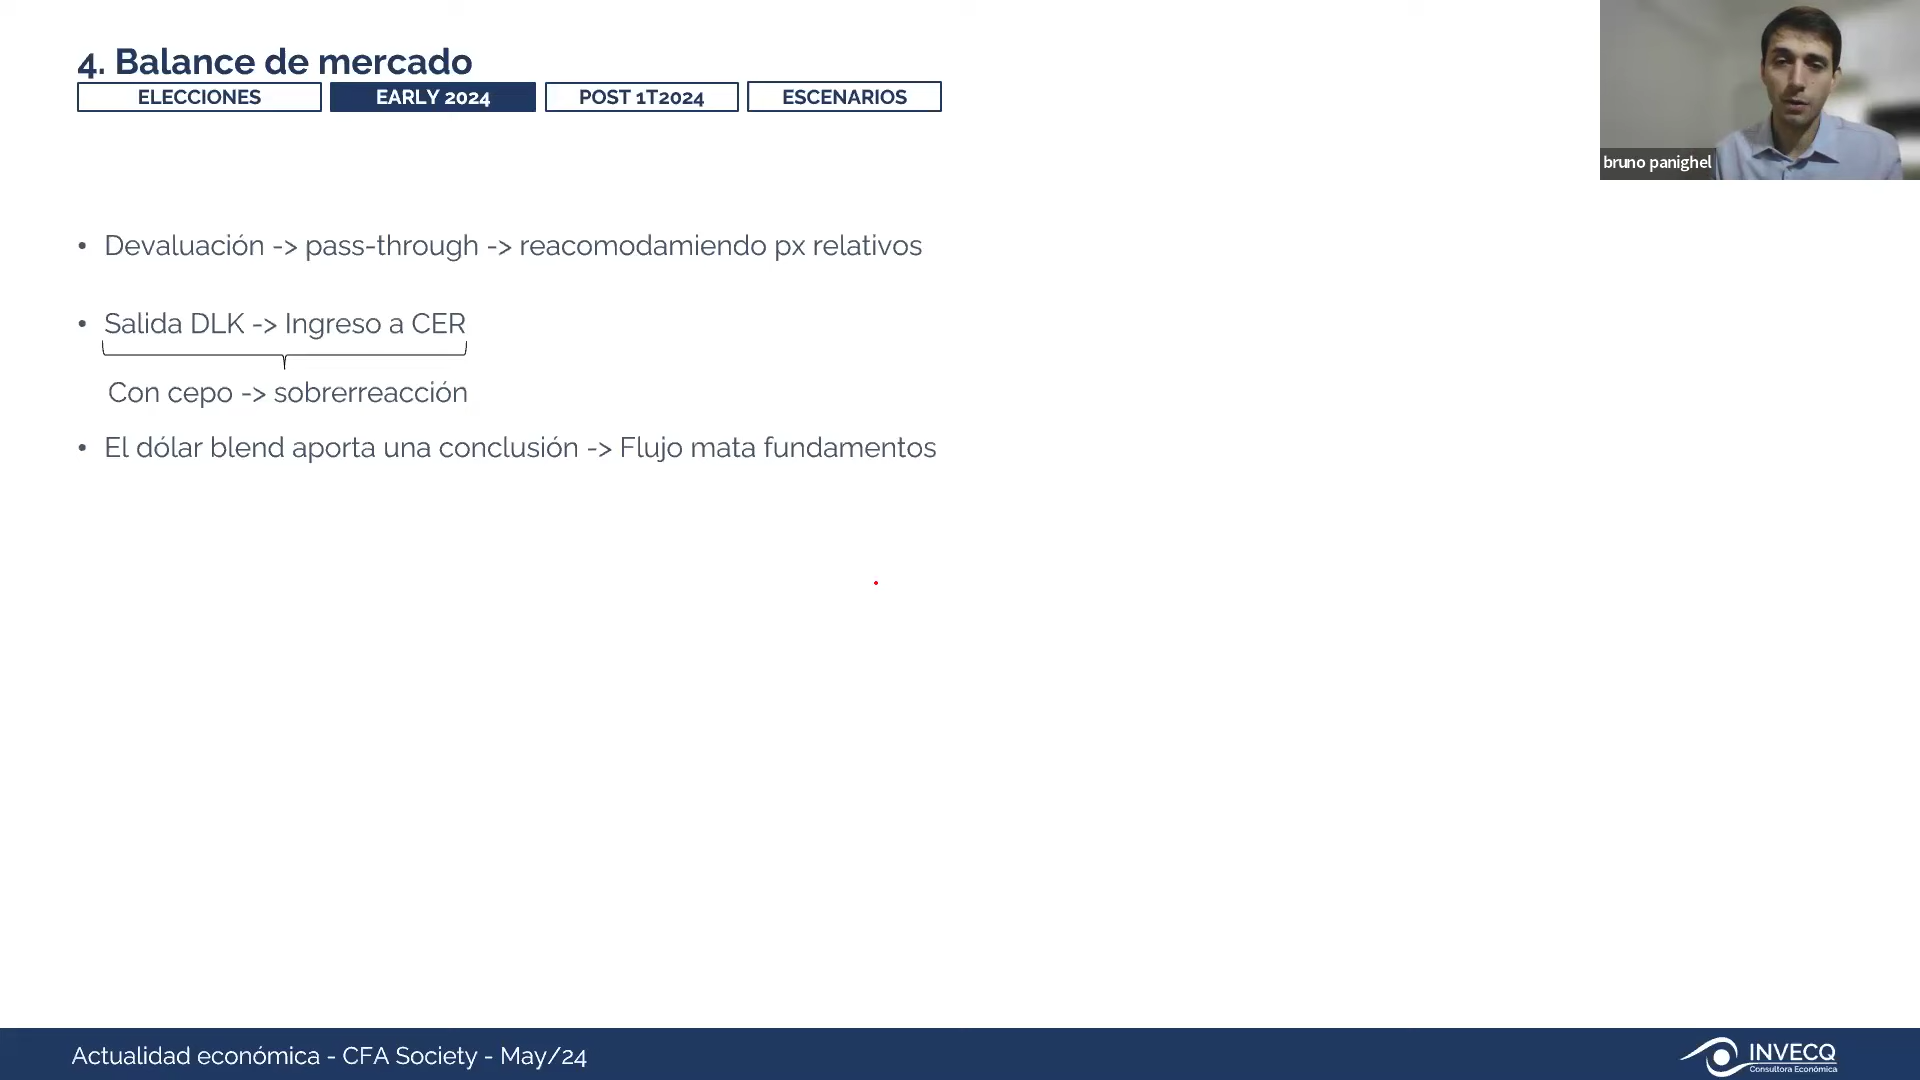 4. Balance de mercado
ELECCIONES
EARLY 2024
POST 1T2024
ESCENARIOS
bruno panighel
• Devaluación -> pass-through -> reacomodamiendo px relativos
• Salida DLK -> Ingreso a CER
Con cepo -> sobrerreacción
• El dólar blend aporta una conclusión -> Flujo mata fundamentos
Actualidad económica - CFA Society - May/24
INVECQ
Consultora Económica